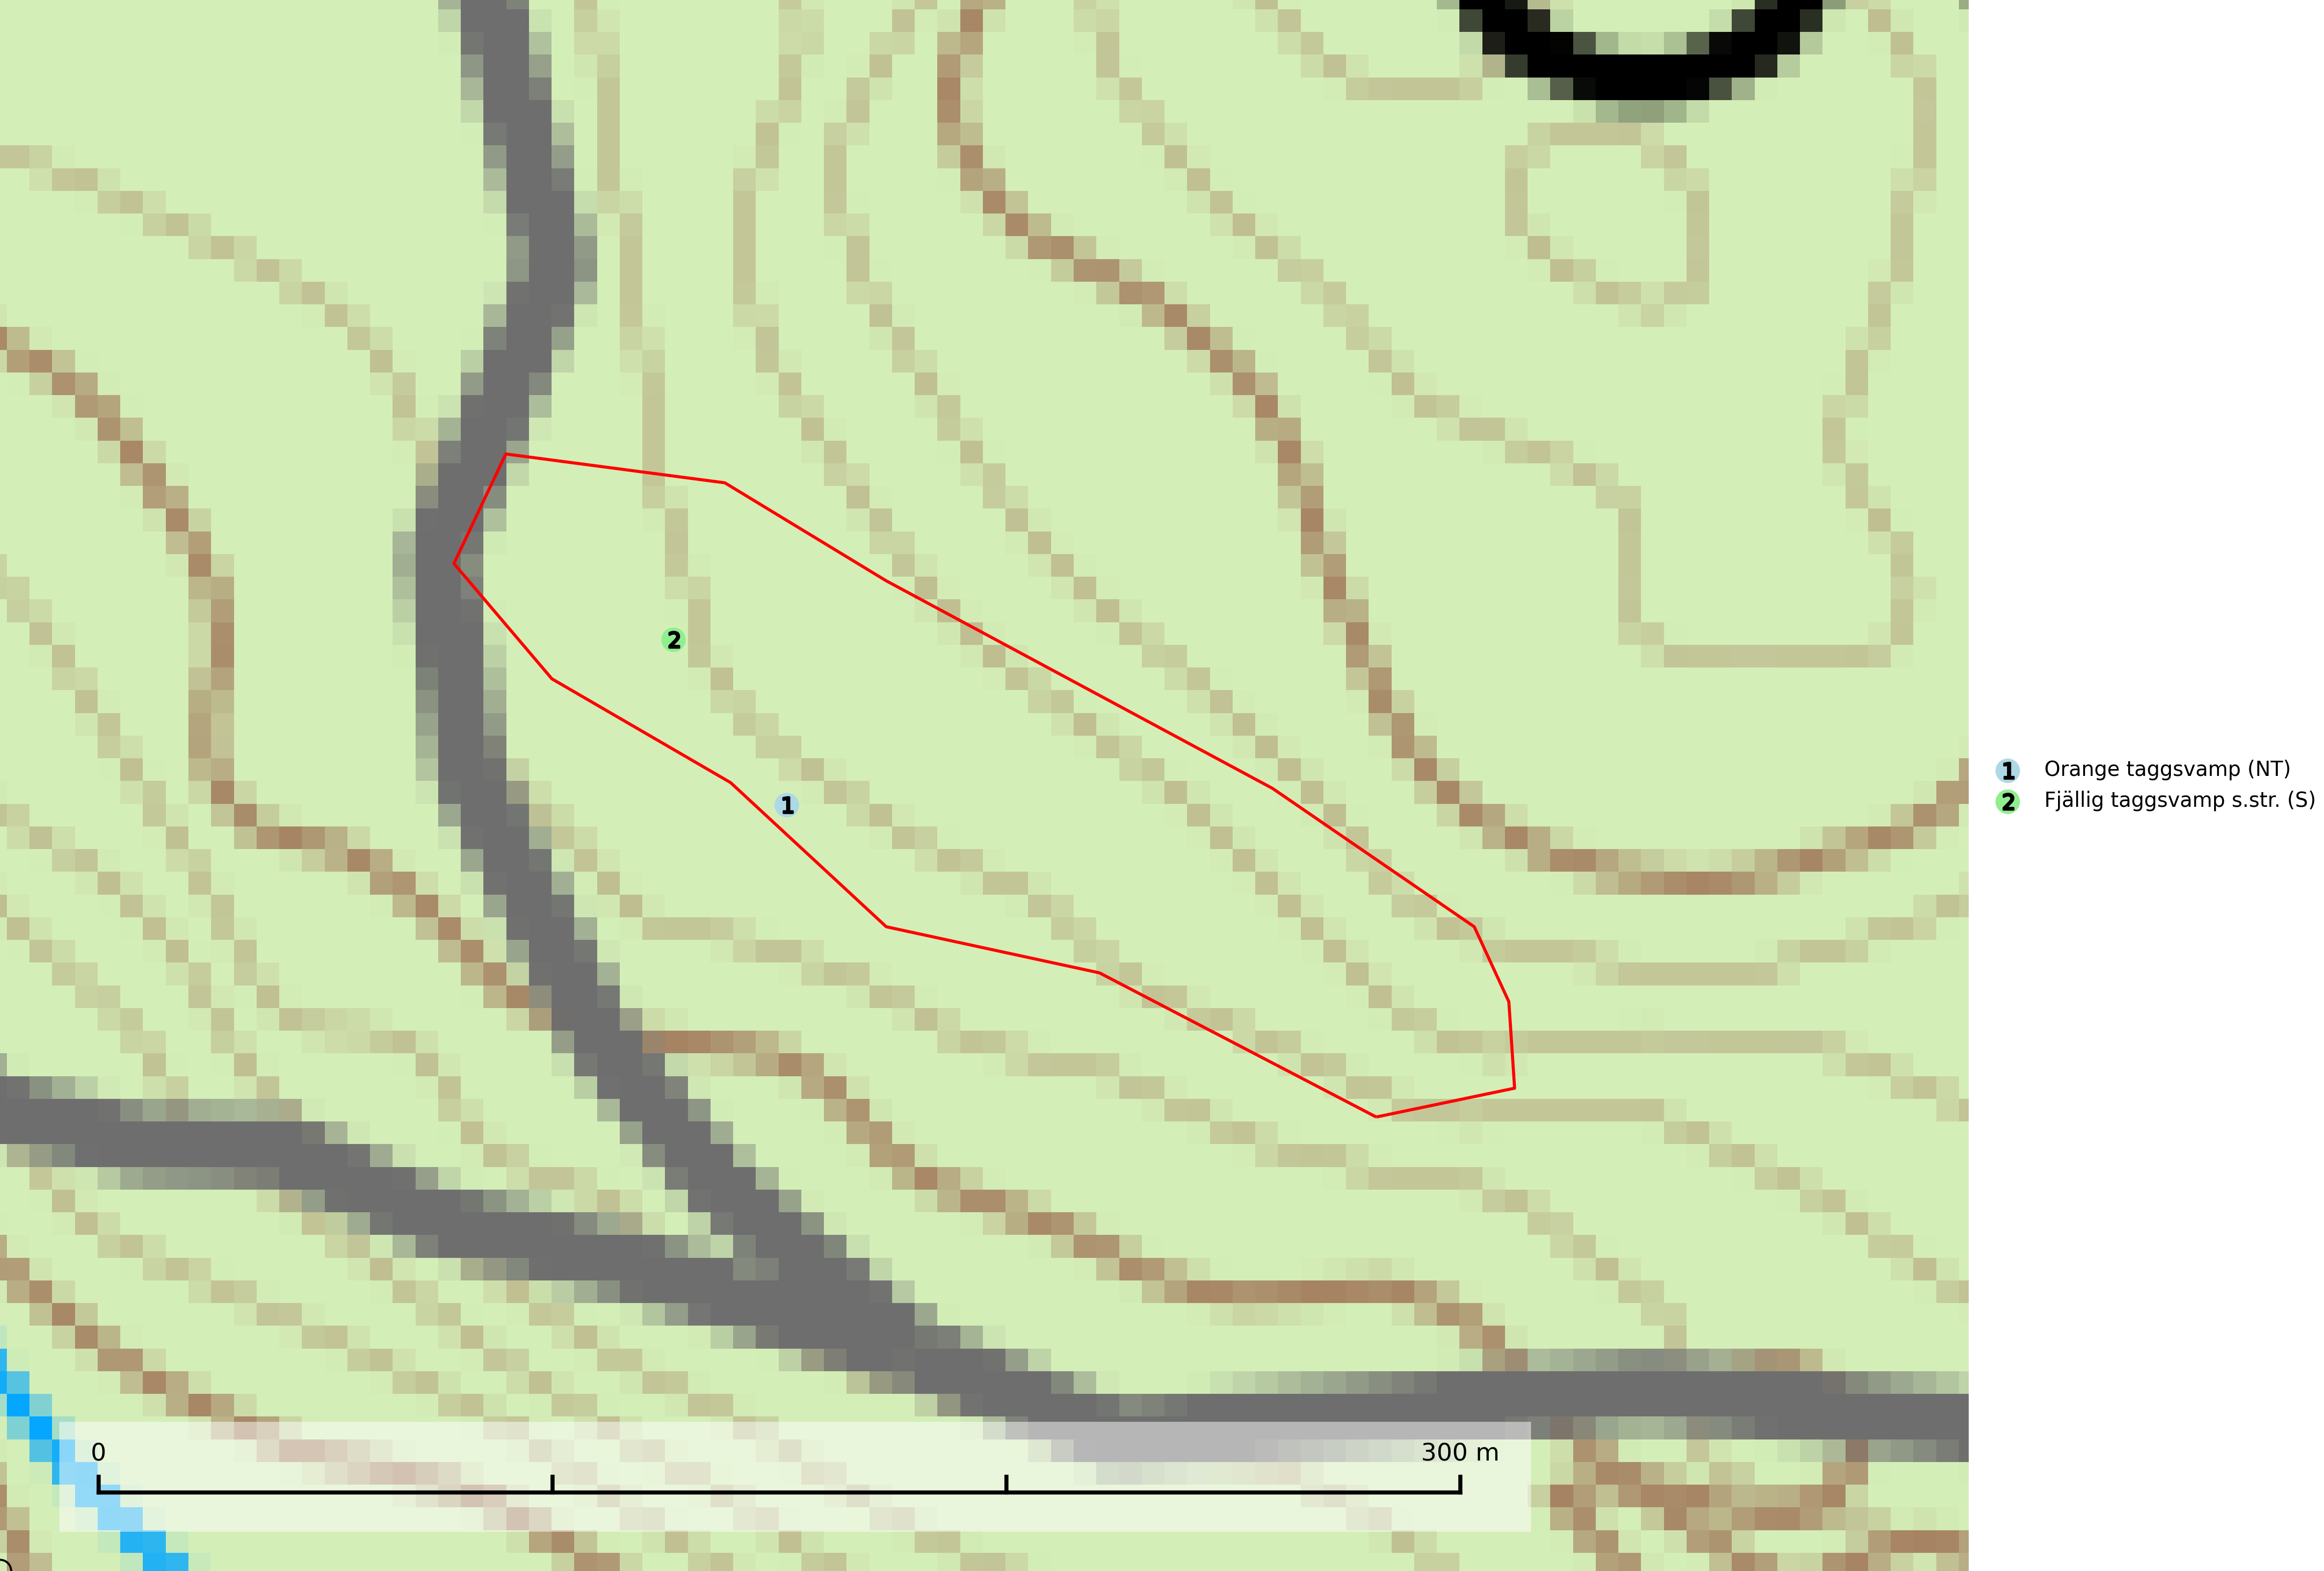 2
1
1 Orange taggsvamp (NT)
2 Fjällig taggsvamp s.str. (S)
0 300 m